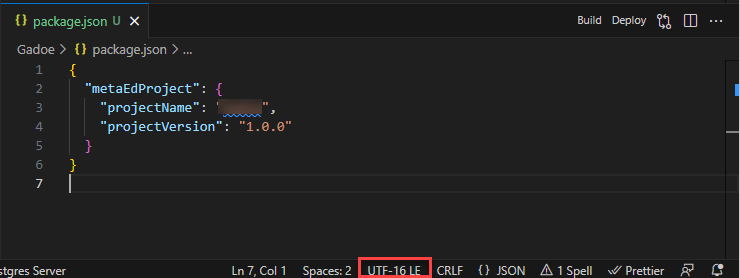 {} package.json U ×
Build Deploy ...
Gadoe > {} package.json > ...
1 {
2 "metaEdProject": {
3 "projectName": "",
4 "projectVersion": "1.0.0"
5 }
6 }
7
stgres Server Ln 7, Col 1 Spaces: 2 UTF-16 LE CRLF {} JSON 1 Spell Prettier